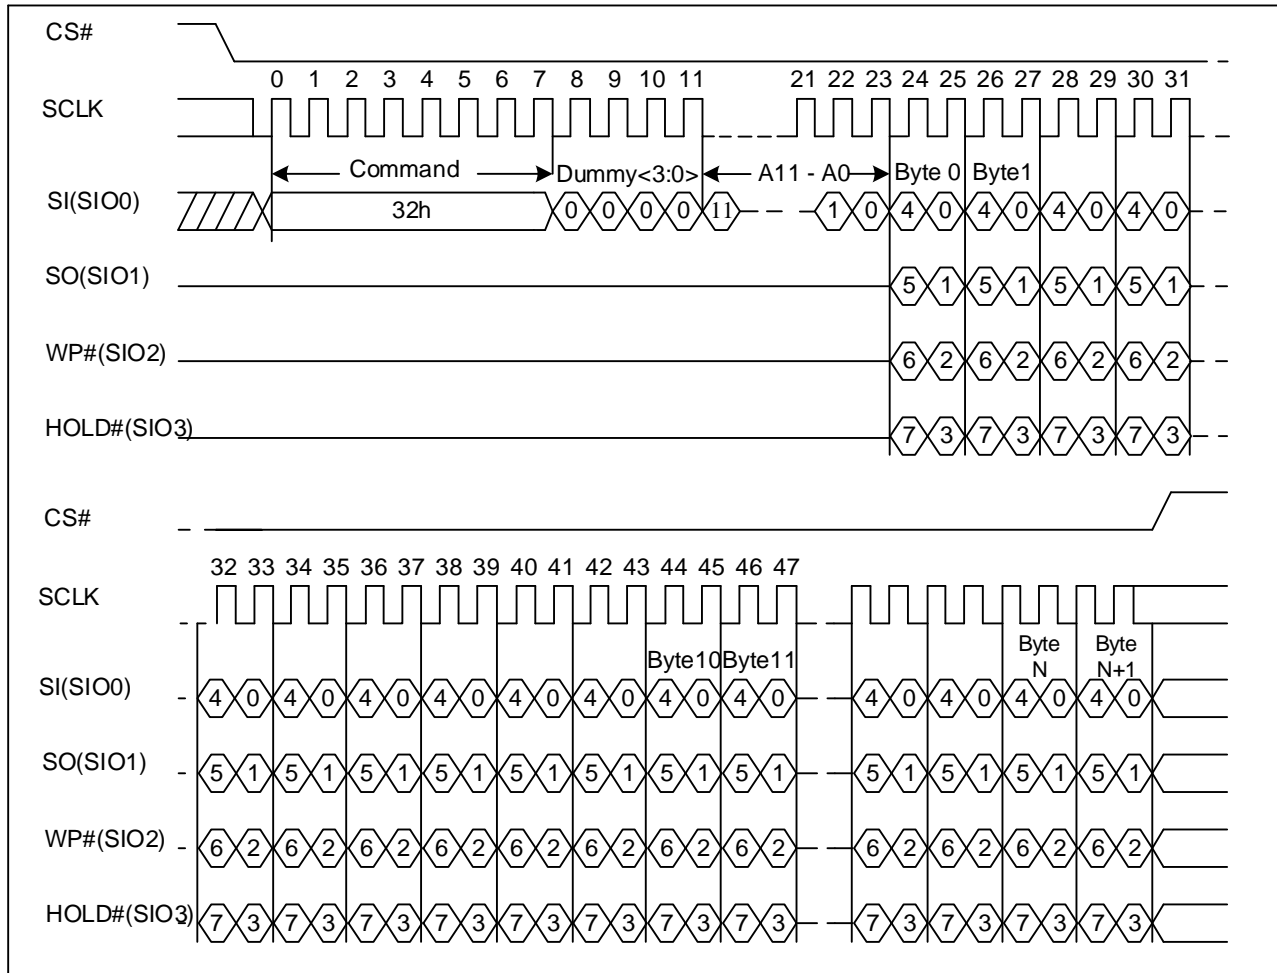 CS#
0 1 2 3 4 5 6 7 8 9 10 11 21 22 23 24 25 26 27 28 29 30 31
SCLK
Command Dummy<3:0> A11 - A0 Byte 0 Byte1
SI(SIO0) 32h 0 0 0 0 11 1 0 4 0 4 0 4 0 4 0
SO(SIO1) 5 1 5 1 5 1 5 1
WP#(SIO2) 6 2 6 2 6 2 6 2
HOLD#(SIO3) 7 3 7 3 7 3 7 3
CS#
32 33 34 35 36 37 38 39 40 41 42 43 44 45 46 47
SCLK
Byte10 Byte11 Byte N Byte N+1
SI(SIO0) 4 0 4 0 4 0 4 0 4 0 4 0 4 0 4 0 4 0 4 0 4 0 4 0
SO(SIO1) 5 1 5 1 5 1 5 1 5 1 5 1 5 1 5 1 5 1 5 1 5 1 5 1
WP#(SIO2) 6 2 6 2 6 2 6 2 6 2 6 2 6 2 6 2 6 2 6 2 6 2 6 2
HOLD#(SIO3) 7 3 7 3 7 3 7 3 7 3 7 3 7 3 7 3 7 3 7 3 7 3 7 3